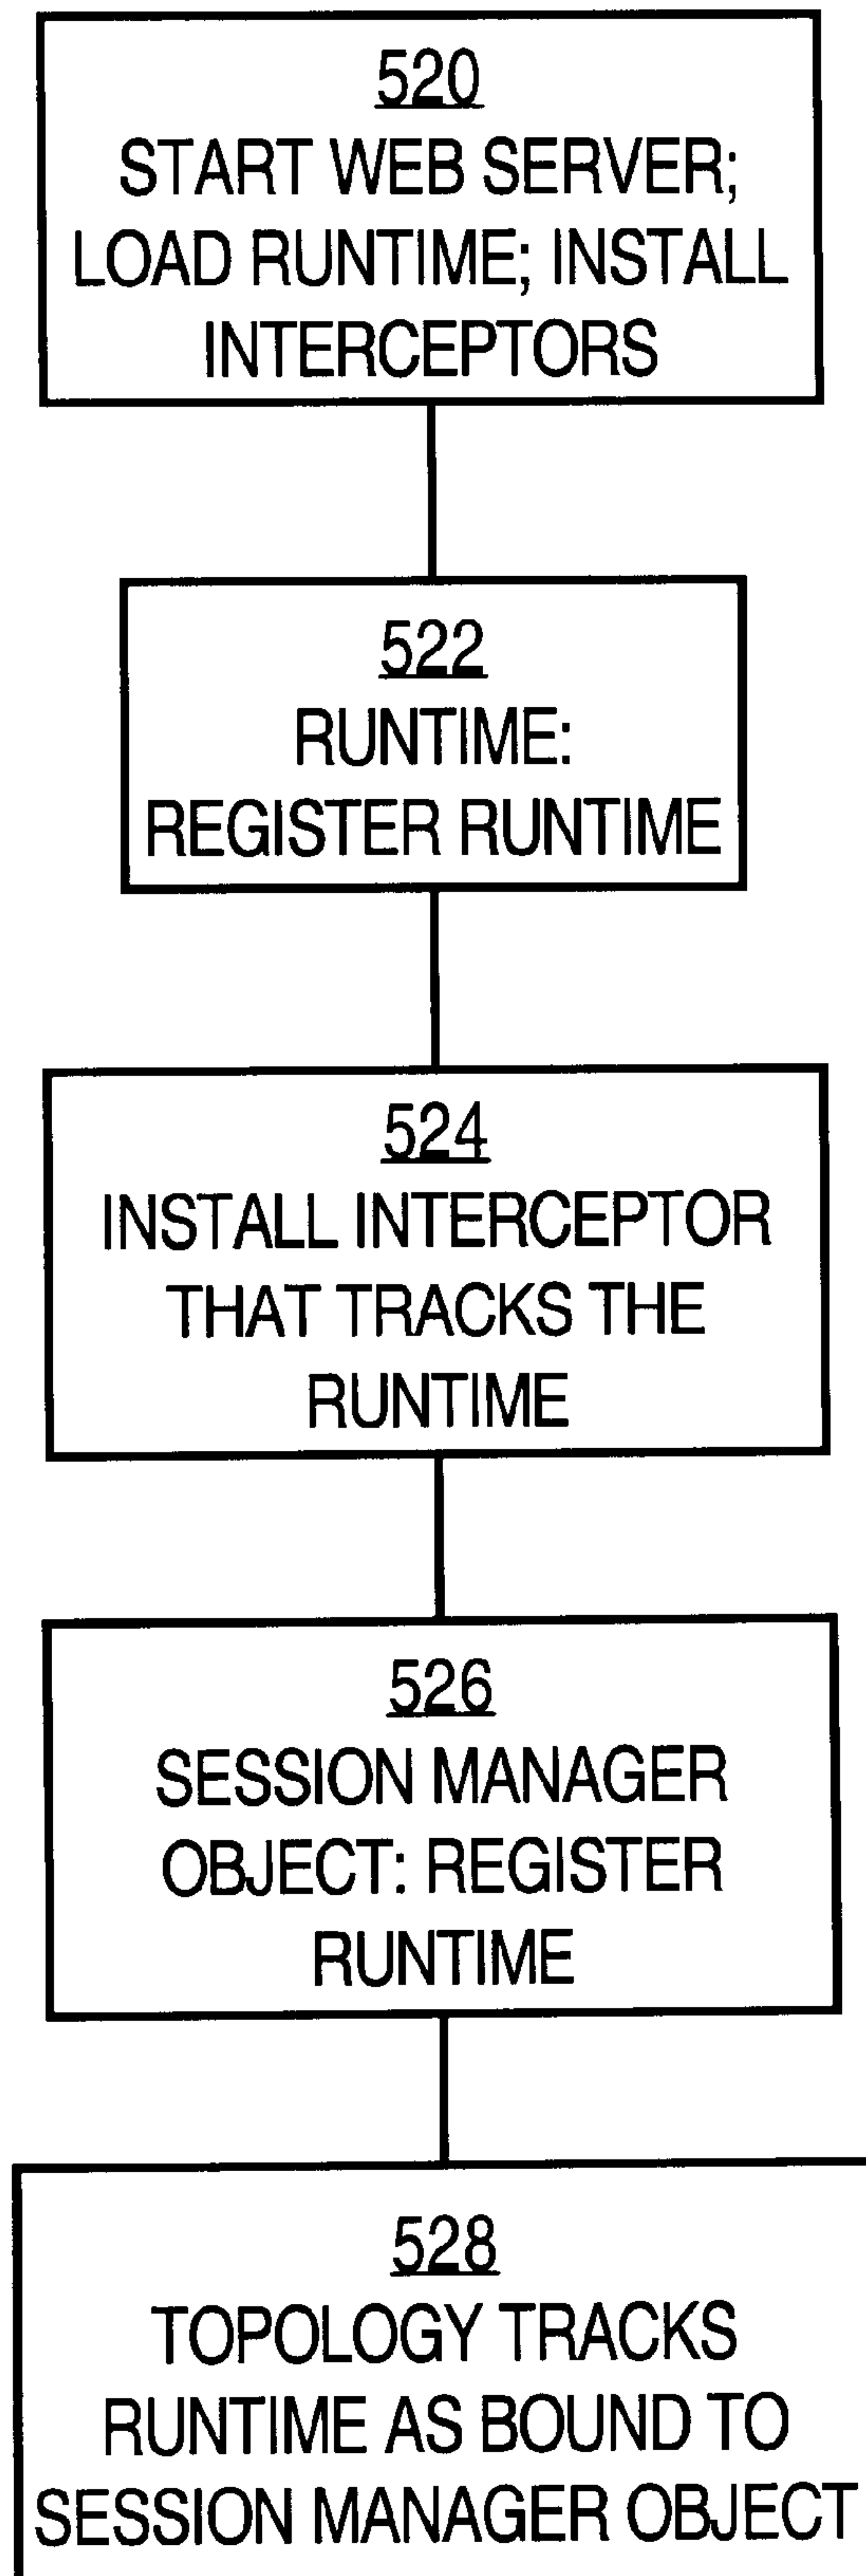 520
START WEB SERVER;
LOAD RUNTIME; INSTALL
INTERCEPTORS
522
RUNTIME:
REGISTER RUNTIME
524
INSTALL INTERCEPTOR
THAT TRACKS THE
RUNTIME
526
SESSION MANAGER
OBJECT: REGISTER
RUNTIME
528
TOPOLOGY TRACKS
RUNTIME AS BOUND TO
SESSION MANAGER OBJECT